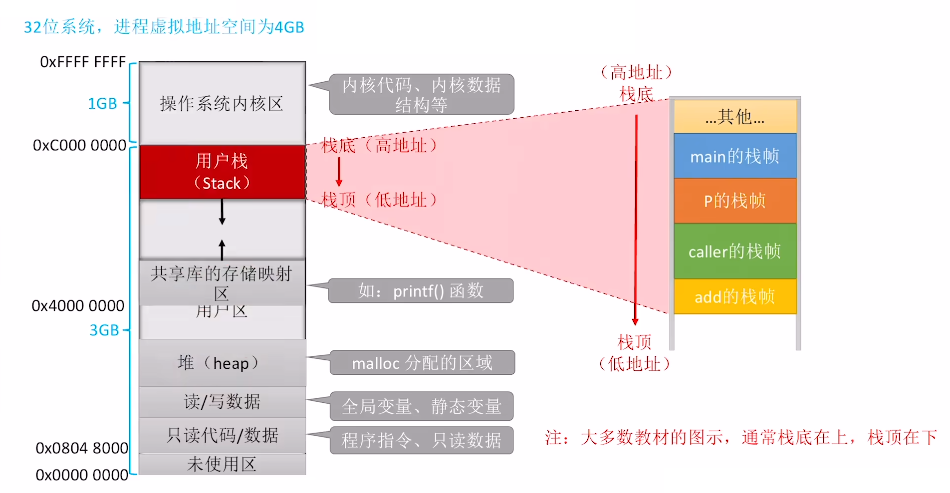 32位系统，进程虚拟地址空间为4GB
0xFFFF FFFF
1GB
操作系统内核区
内核代码、内核数据
结构等
0xC000 0000
用户栈
（Stack）
栈底（高地址）
栈顶（低地址）
共享库的存储映射
区
如：printf() 函数
0x4000 0000
用户区
3GB
堆（heap）
malloc 分配的区域
读/写数据
全局变量、静态变量
只读代码/数据
程序指令、只读数据
0x0804 8000
未使用区
0x0000 0000
（高地址）
栈底
...其他...
main的栈帧
P的栈帧
caller的栈帧
add的栈帧
栈顶
（低地址）
注：大多数教材的图示，通常栈底在上，栈顶在下